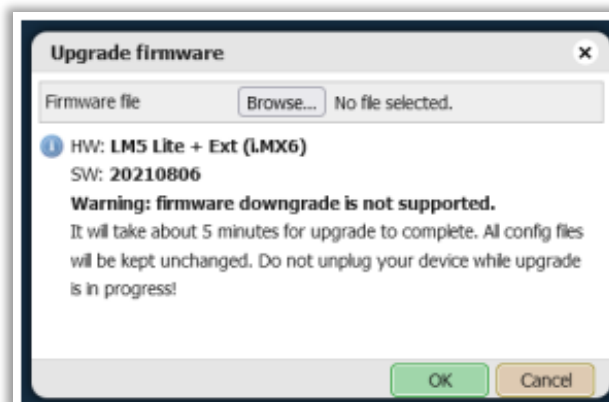 Upgrade firmware
Firmware file Browse... No file selected.
HW: LM5 Lite + Ext (i.MX6)
SW: 20210806
Warning: firmware downgrade is not supported.
It will take about 5 minutes for upgrade to complete. All config files
will be kept unchanged. Do not unplug your device while upgrade
is in progress!
OK Cancel